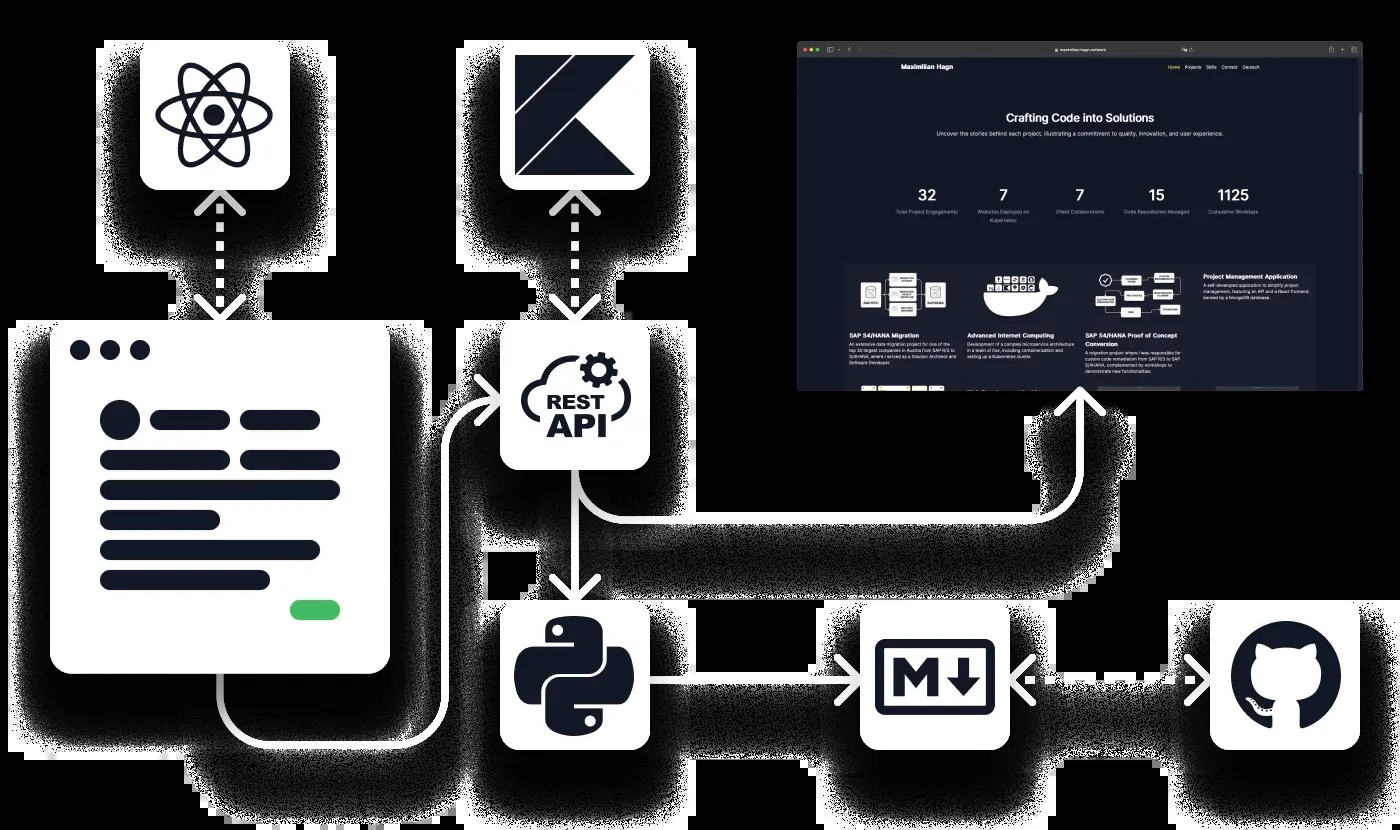 maximilian-hagn.network
Maximilian Hagn
Home Projects Skills Contact Deutsch
Crafting Code into Solutions
Uncover the stories behind each project, illustrating a commitment to quality, innovation, and user experience.
32 7 7 15 1125
Total Project Engagements Websites Deployed on Client Collaborations Code Repositories Managed Cumulative Workdays
Kubernetes
SAP S4/HANA Migration
An extensive data migration project for one of the
top 20 largest companies in Austria from SAP R/3 to
S/4HANA, where I served as a Solution Architect and
Software Developer
Advanced Internet Computing
Development of a complex microservice architecture
in a team of five, including containerization and
setting up a Kubernetes cluster.
SAP S4/HANA Proof of Concept
Conversion
A migration project where I was responsible for
custom code remediation from SAP R/3 to SAP
S/4HANA, complemented by workshops to
demonstrate new functionalities.
Project Management Application
A self-developed application to simplify project
management, featuring an API and a React frontend,
backed by a MongoDB database.
REST
API
M